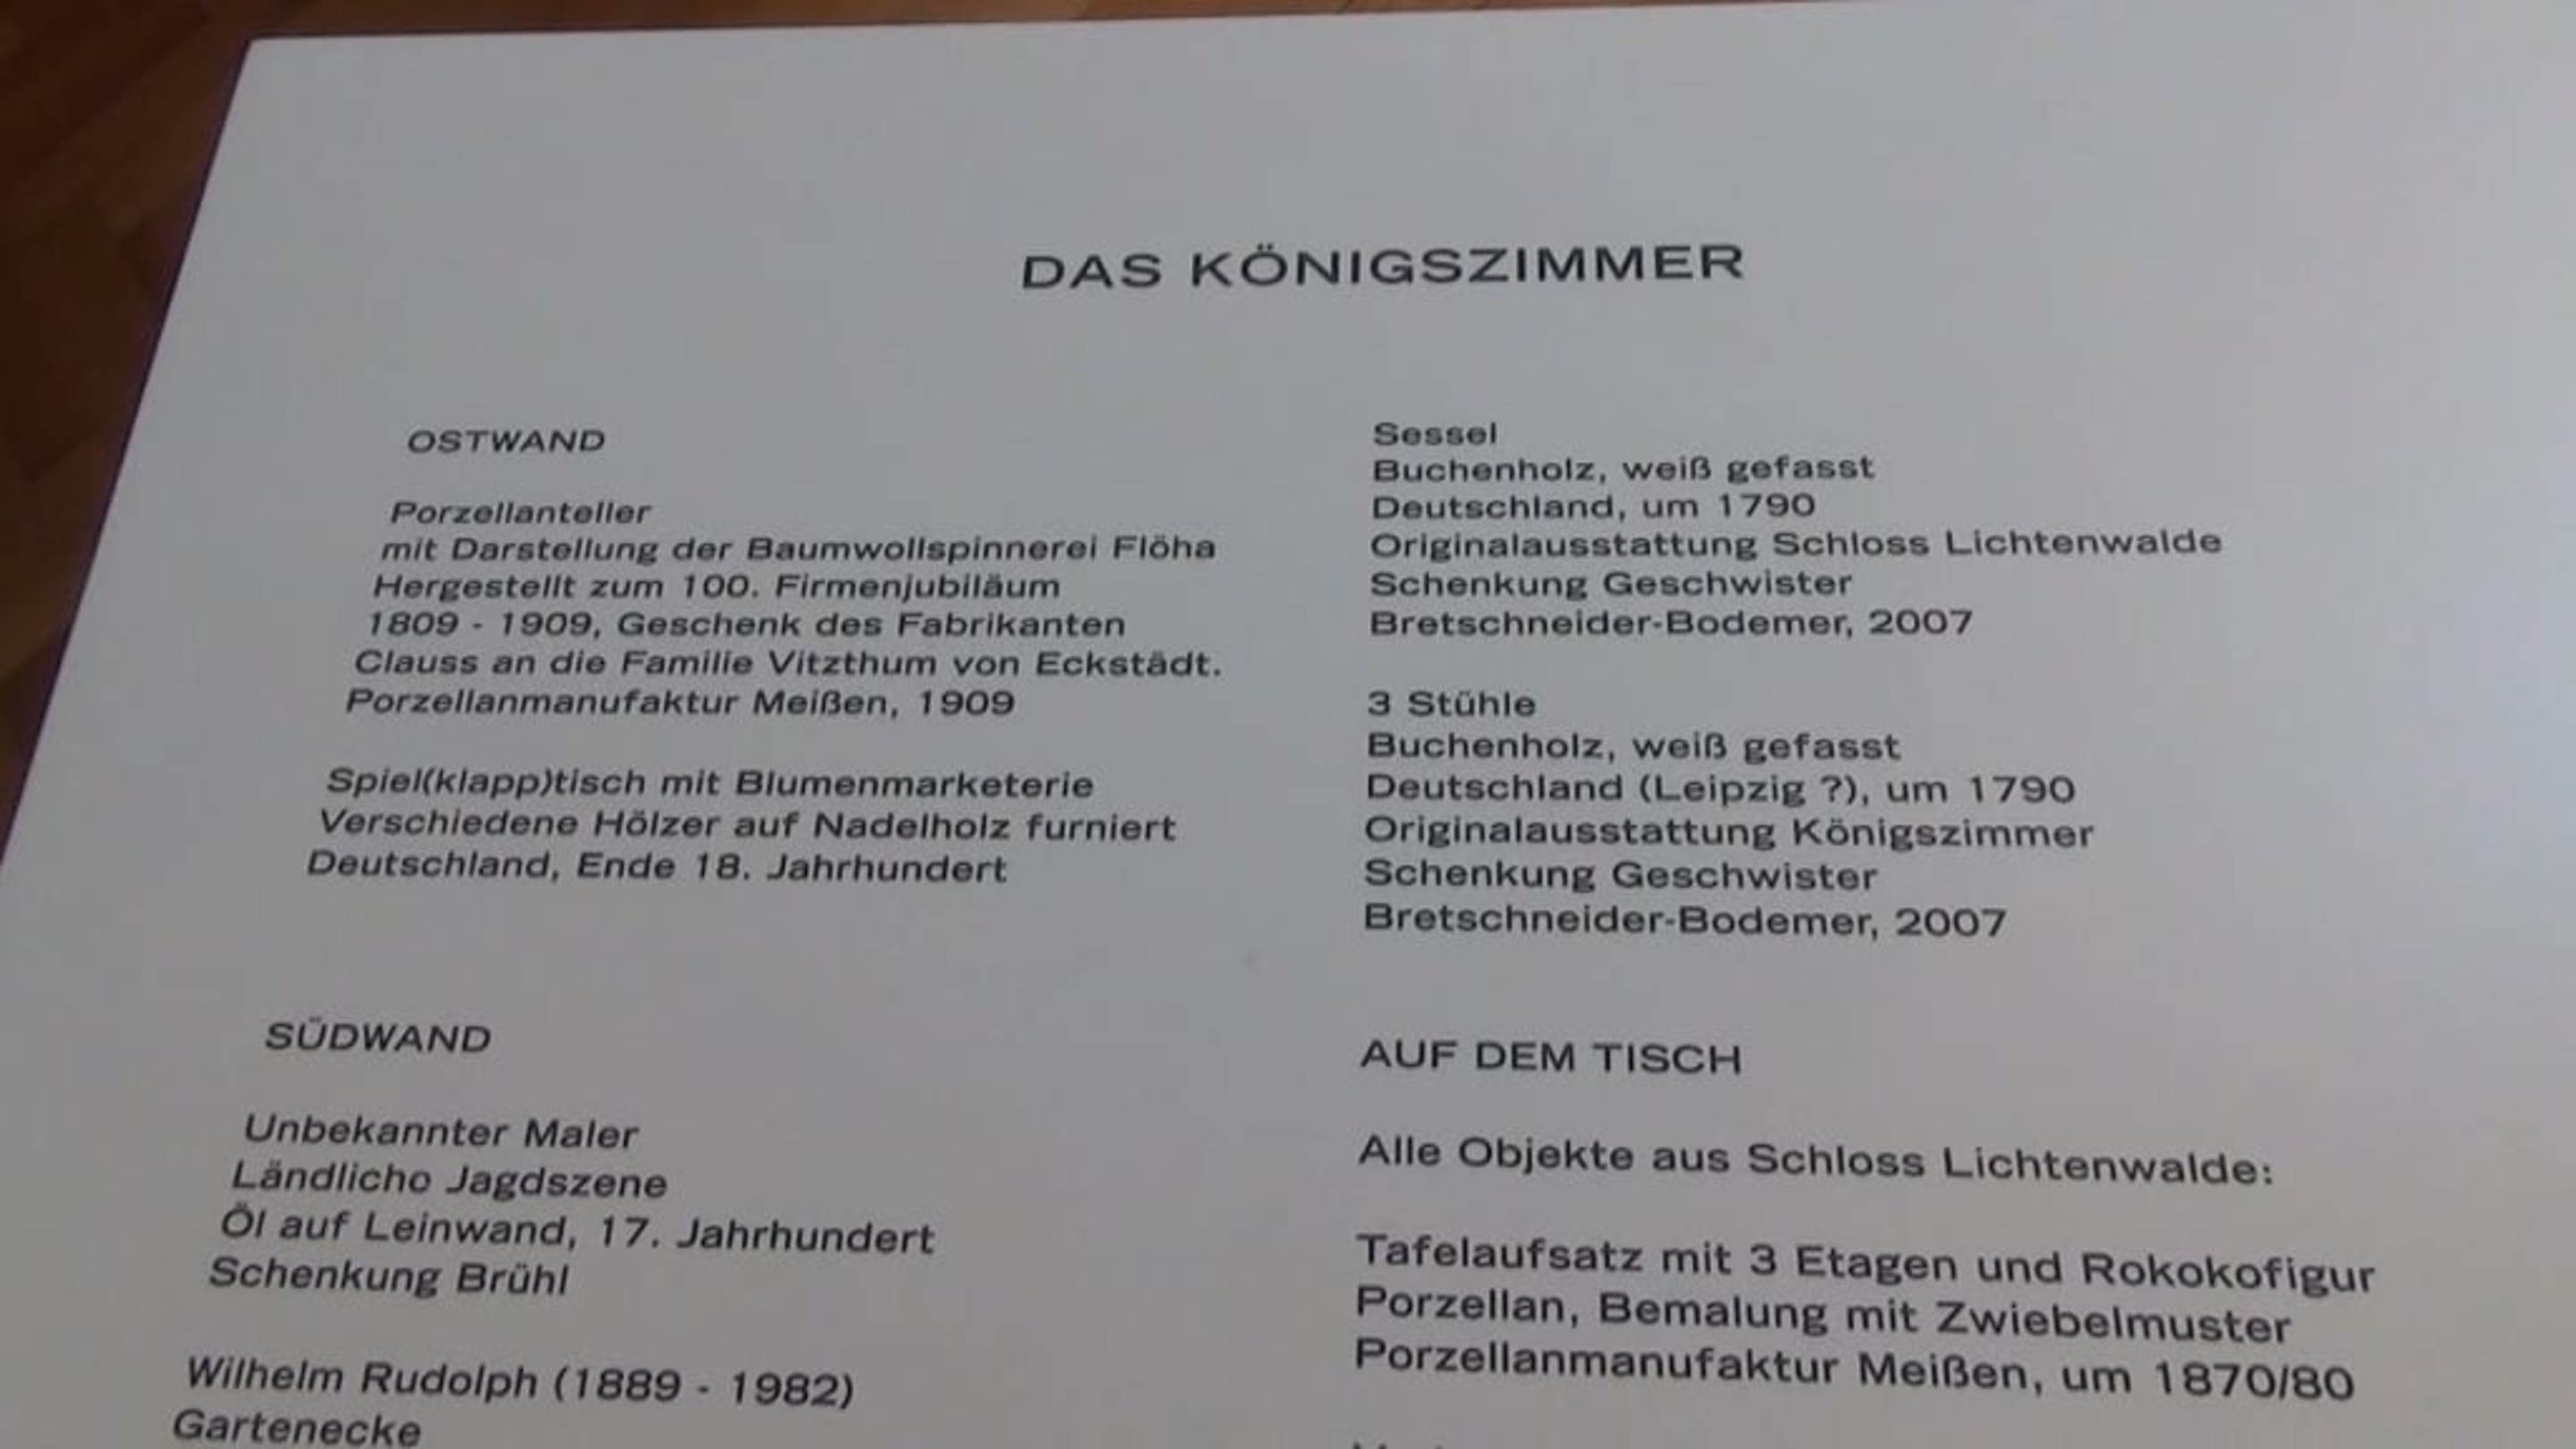 DAS KÖNIGSZIMMER
OSTWAND
Porzellanteller
mit Darstellung der Baumwollspinnerei Flöha
Hergestellt zum 100. Firmenjubiläum
1809 - 1909, Geschenk des Fabrikanten
Clauss an die Familie Vitzthum von Eckstädt.
Porzellanmanufaktur Meißen, 1909
Spiel(klapp)tisch mit Blumenmarketerie
Verschiedene Hölzer auf Nadelholz furniert
Deutschland, Ende 18. Jahrhundert
SÜDWAND
Unbekannter Maler
Ländliche Jagdszene
Öl auf Leinwand, 17. Jahrhundert
Schenkung Brühl
Wilhelm Rudolph (1889 - 1982)
Gartenecke
Sessel
Buchenholz, weiß gefasst
Deutschland, um 1790
Originalausstattung Schloss Lichtenwalde
Schenkung Geschwister
Bretschneider-Bodemer, 2007
3 Stühle
Buchenholz, weiß gefasst
Deutschland (Leipzig ?), um 1790
Originalausstattung Königszimmer
Schenkung Geschwister
Bretschneider-Bodemer, 2007
AUF DEM TISCH
Alle Objekte aus Schloss Lichtenwalde:
Tafelaufsatz mit 3 Etagen und Rokokofigur
Porzellan, Bemalung mit Zwiebelmuster
Porzellanmanufaktur Meißen, um 1870/80